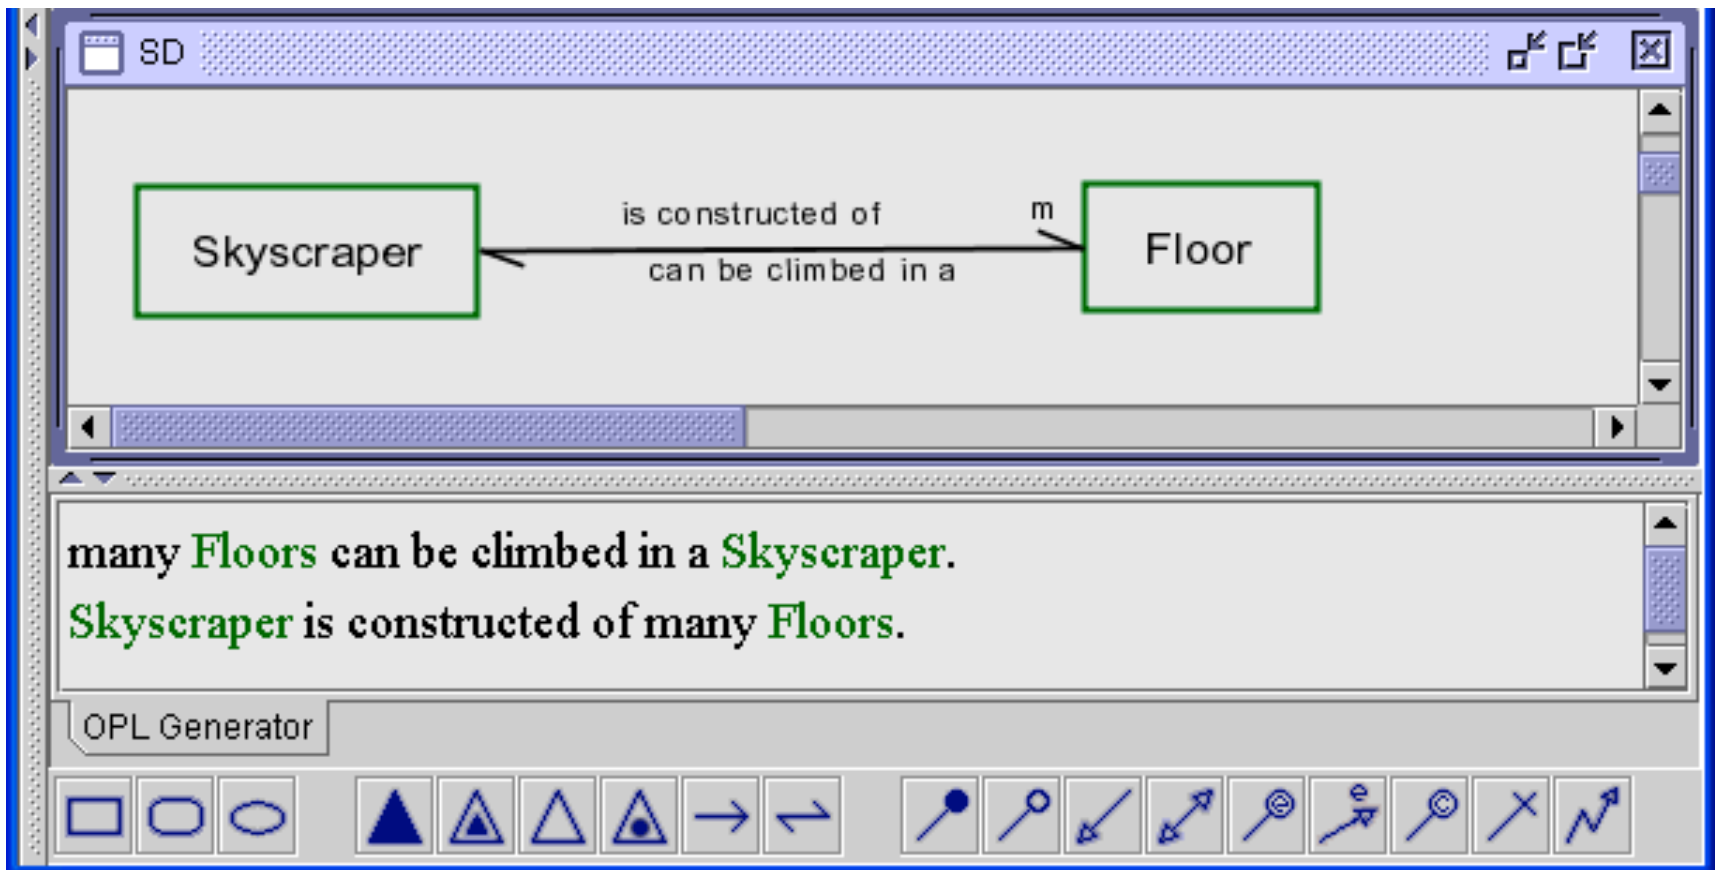 SD
is constructed of
m
Skyscraper
Floor
can be climbed in a
many Floors can be climbed in a Skyscraper.
Skyscraper is constructed of many Floors.
OPL Generator
e
e
c